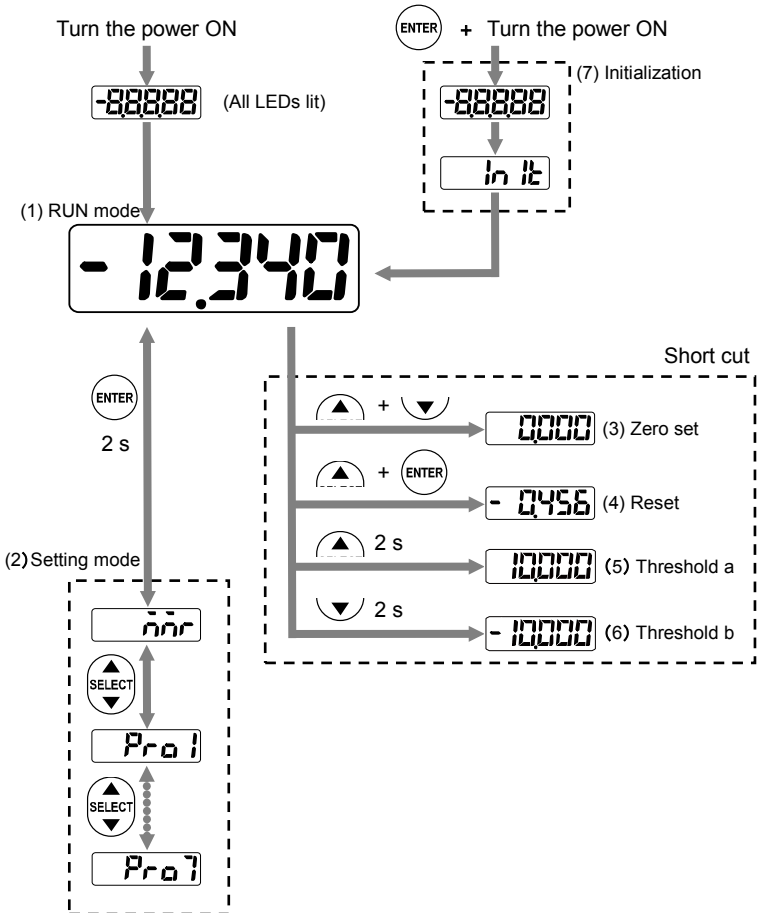 Turn the power ON
ENTER + Turn the power ON
-8.8.8.8.8
(All LEDs lit)
(7) Initialization
-8.8.8.8.8
In It
(1) RUN mode
-12.340
Short cut
ENTER
2 s
+
0.000 (3) Zero set
+ ENTER
- 0.456 (4) Reset
2 s
10.000 (5) Threshold a
2 s
- 10.000 (6) Threshold b
(2) Setting mode
SELECT
Pro 1
SELECT
Pro 7